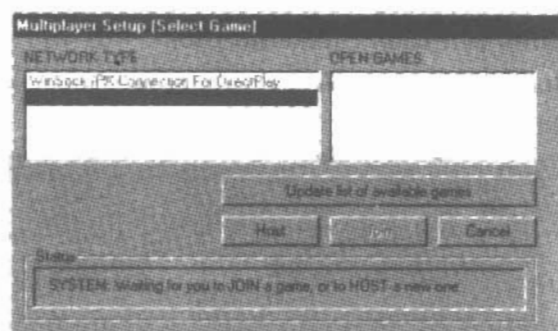 Multiplayer Setup (Select Game)
NETWORK TYPE
OPEN GAMES
WinSock IPX Connection For DirectPlay
Update list of available games
Host
Join
Cancel
Status
SYSTEM: Waiting for you to JOIN a game, or to HOST a new one